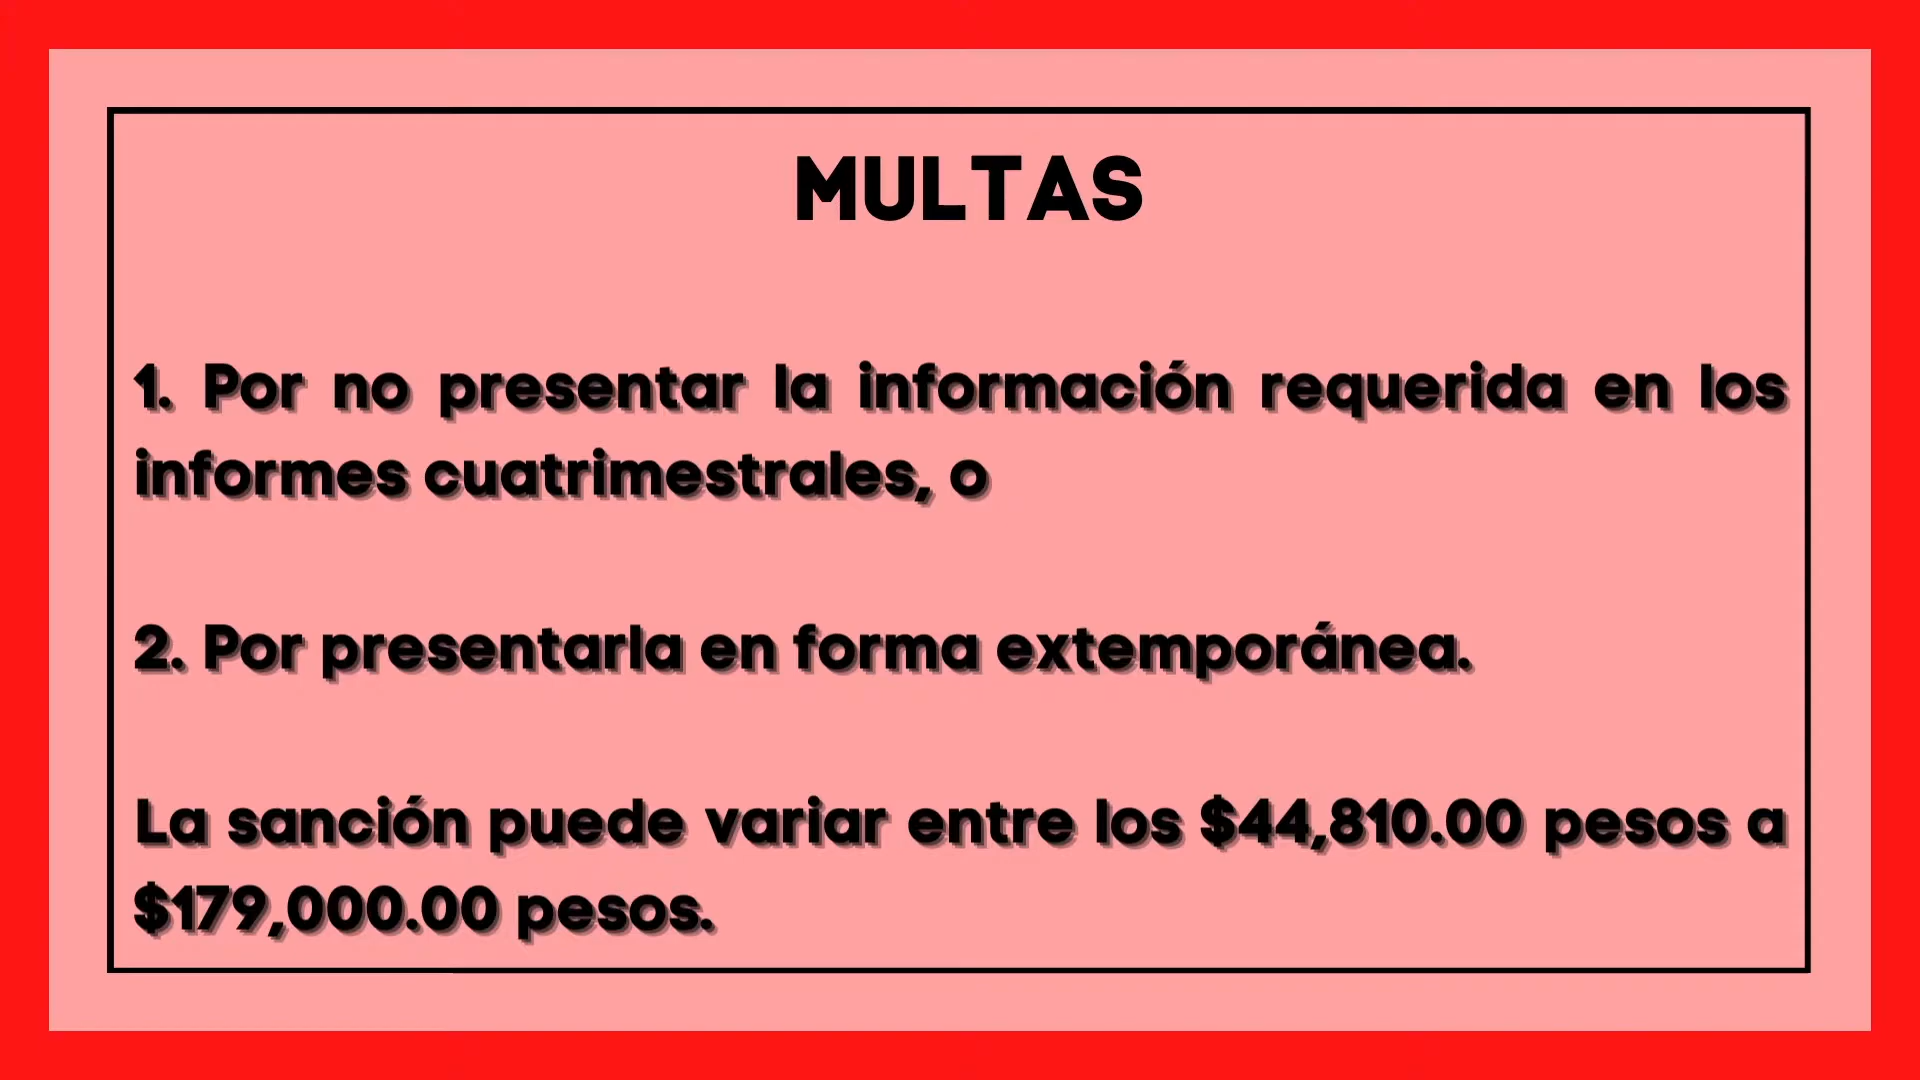 MULTAS
1. Por no presentar la información requerida en los
informes cuatrimestrales, o
2. Por presentarla en forma extemporánea.
La sanción puede variar entre los $44,810.00 pesos a
$179,000.00 pesos.